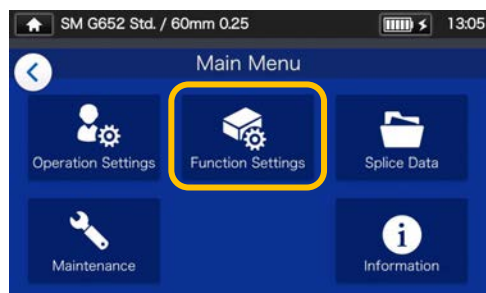 SM G652 Std. / 60mm 0.25 13:05
Main Menu
Operation Settings Function Settings Splice Data
Maintenance Information